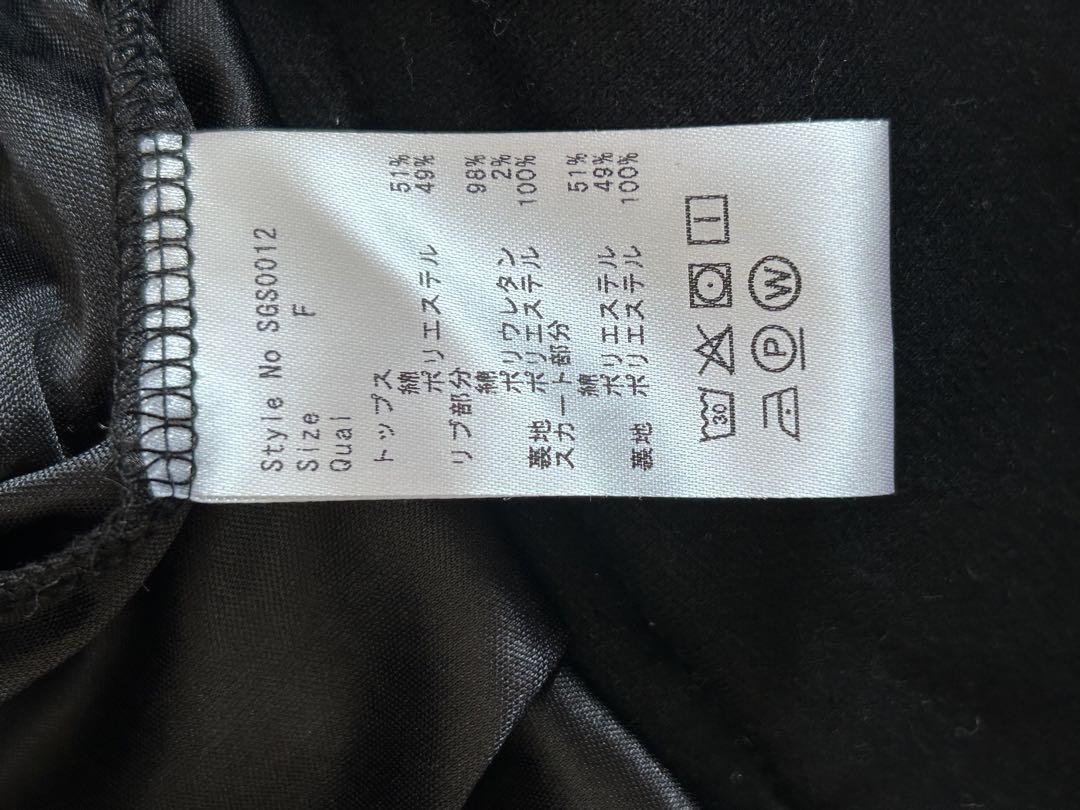 Style No SGS0012
Size F
Qual
トップス
綿 51%
ポリエステル 49%
リブ部分
綿 98%
ポリウレタン 2%
裏地 ポリエステル 100%
スカート部分
綿 51%
ポリエステル 49%
裏地 ポリエステル 100%
30
P W